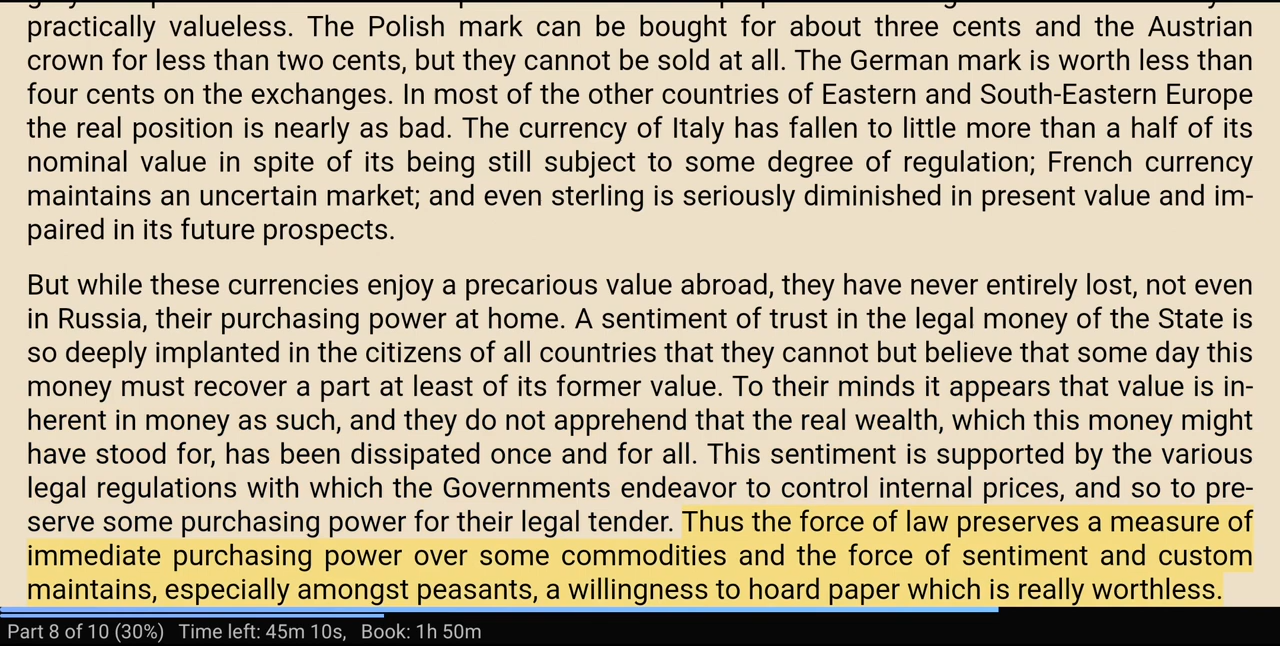 practically valueless. The Polish mark can be bought for about three cents and the Austrian
crown for less than two cents, but they cannot be sold at all. The German mark is worth less than
four cents on the exchanges. In most of the other countries of Eastern and South-Eastern Europe
the real position is nearly as bad. The currency of Italy has fallen to little more than a half of its
nominal value in spite of its being still subject to some degree of regulation; French currency
maintains an uncertain market; and even sterling is seriously diminished in present value and im-
paired in its future prospects.
But while these currencies enjoy a precarious value abroad, they have never entirely lost, not even
in Russia, their purchasing power at home. A sentiment of trust in the legal money of the State is
so deeply implanted in the citizens of all countries that they cannot but believe that some day this
money must recover a part at least of its former value. To their minds it appears that value is in-
herent in money as such, and they do not apprehend that the real wealth, which this money might
have stood for, has been dissipated once and for all. This sentiment is supported by the various
legal regulations with which the Governments endeavor to control internal prices, and so to pre-
serve some purchasing power for their legal tender. Thus the force of law preserves a measure of
immediate purchasing power over some commodities and the force of sentiment and custom
maintains, especially amongst peasants, a willingness to hoard paper which is really worthless.
Part 8 of 10 (30%) Time left: 45m 10s, Book: 1h 50m